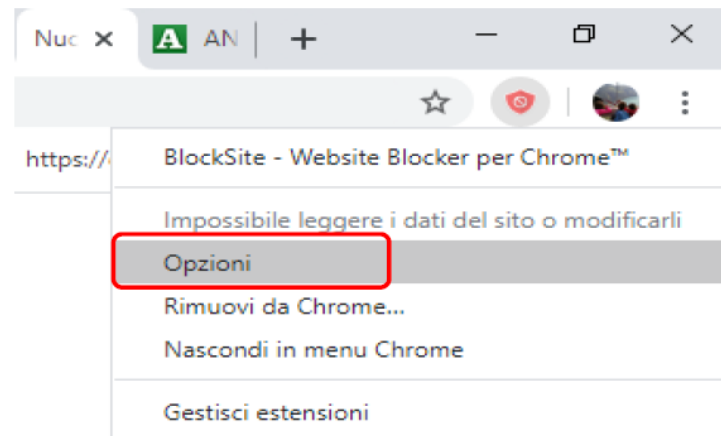 Nuc
A AN
https://
BlockSite - Website Blocker per Chrome™
Impossibile leggere i dati del sito o modificarli
Opzioni
Rimuovi da Chrome...
Nascondi in menu Chrome
Gestisci estensioni